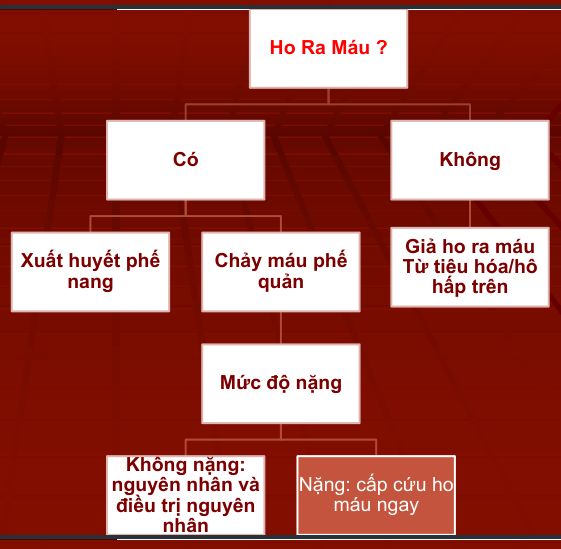 Ho Ra Máu ?
Có
Không
Xuất huyết phế
nang
Chảy máu phế
quản
Giả ho ra máu
Từ tiêu hóa/hô
hấp trên
Mức độ nặng
Không nặng:
nguyên nhân và
điều trị nguyên
nhân
Nặng: cấp cứu ho
máu ngay